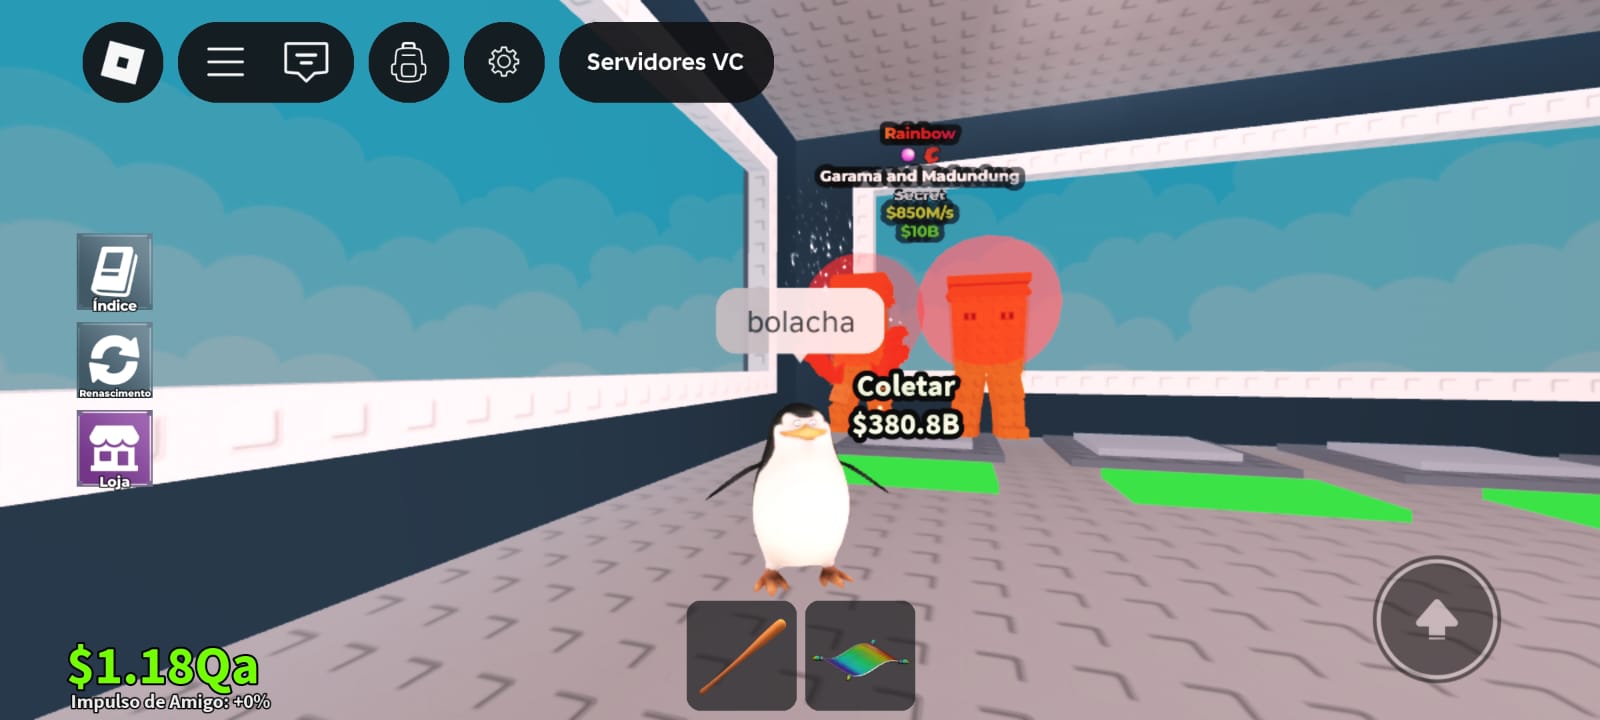 Servidores VC
Rainbow
Garama and Madundung
Secret
$850M/s
$10B
Índice
bolacha
Renascimento
Coletar
$380.8B
Loja
$1.18Qa
Impulso de Amigo: +0%